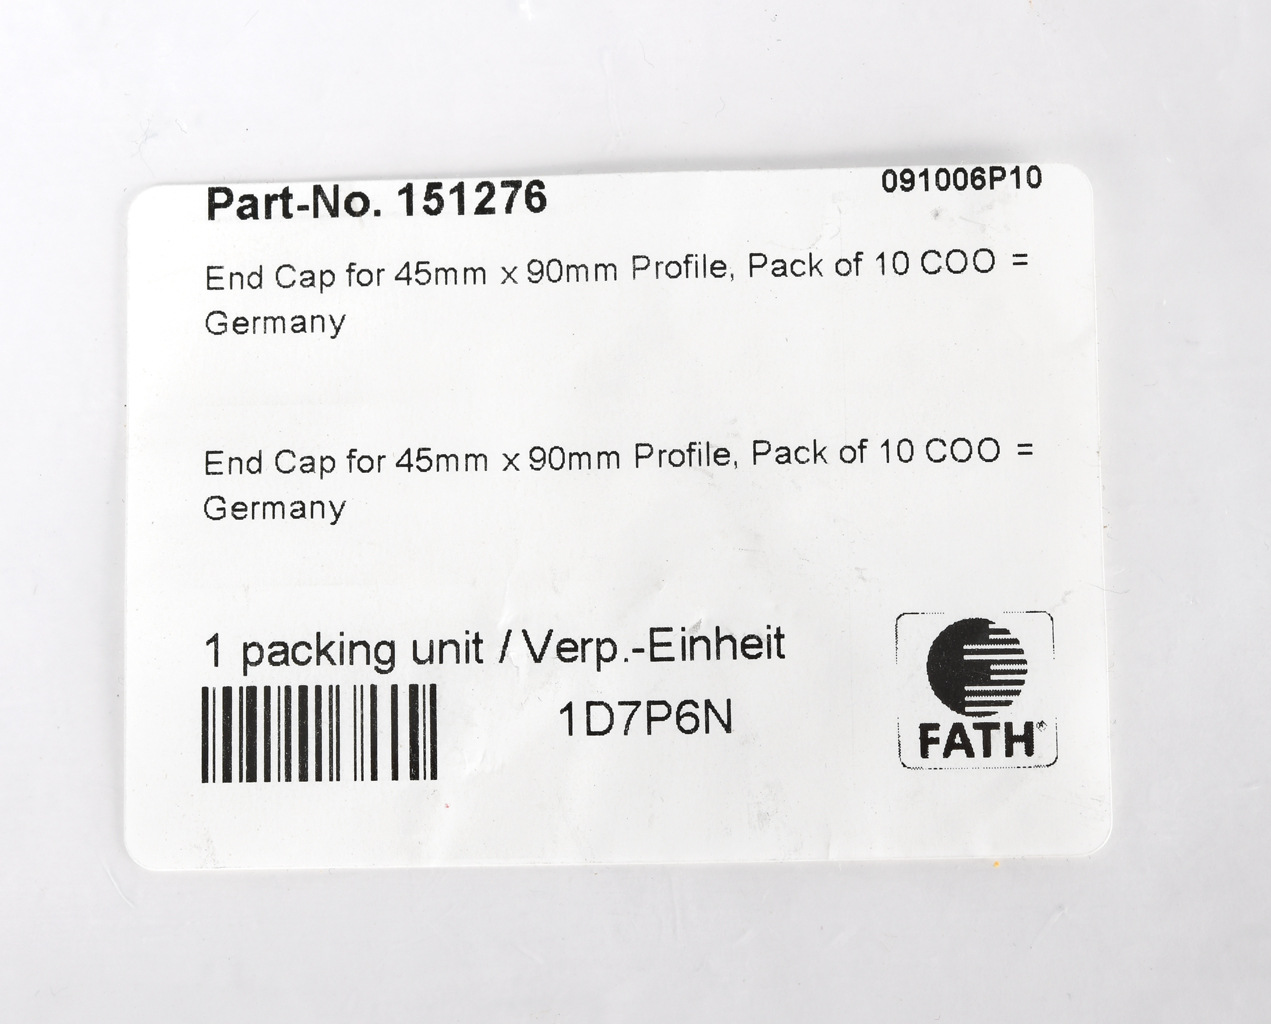 Part-No. 151276
091006P10
End Cap for 45mm x 90mm Profile, Pack of 10 COO =
Germany
End Cap for 45mm x 90mm Profile, Pack of 10 COO =
Germany
1 packing unit / Verp.-Einheit
1D7P6N
FATH®